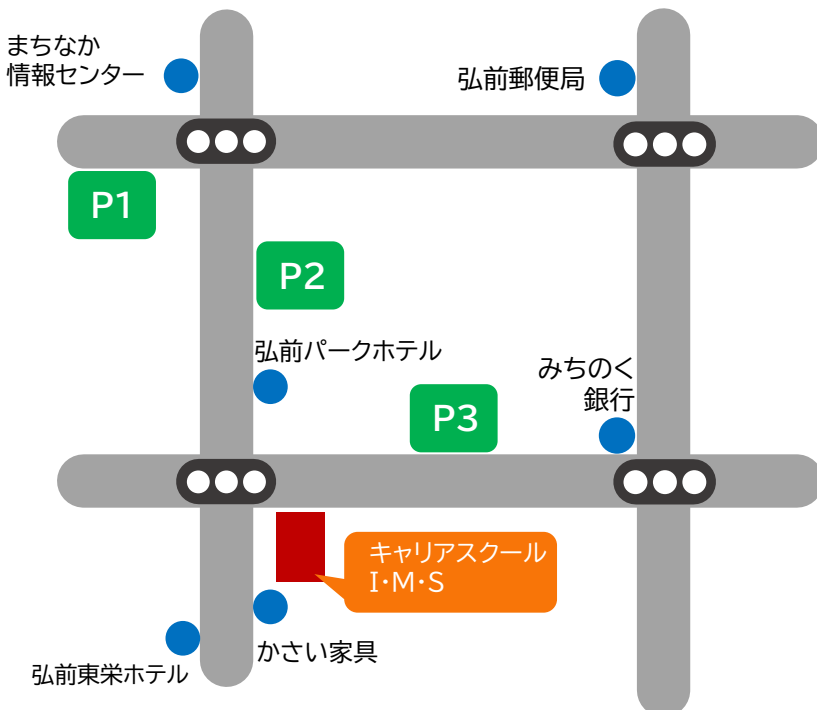 まちなか
情報センター
弘前郵便局
P1
P2
弘前パークホテル
みちのく
銀行
P3
キャリアスクール
I・M・S
かさい家具
弘前東栄ホテル